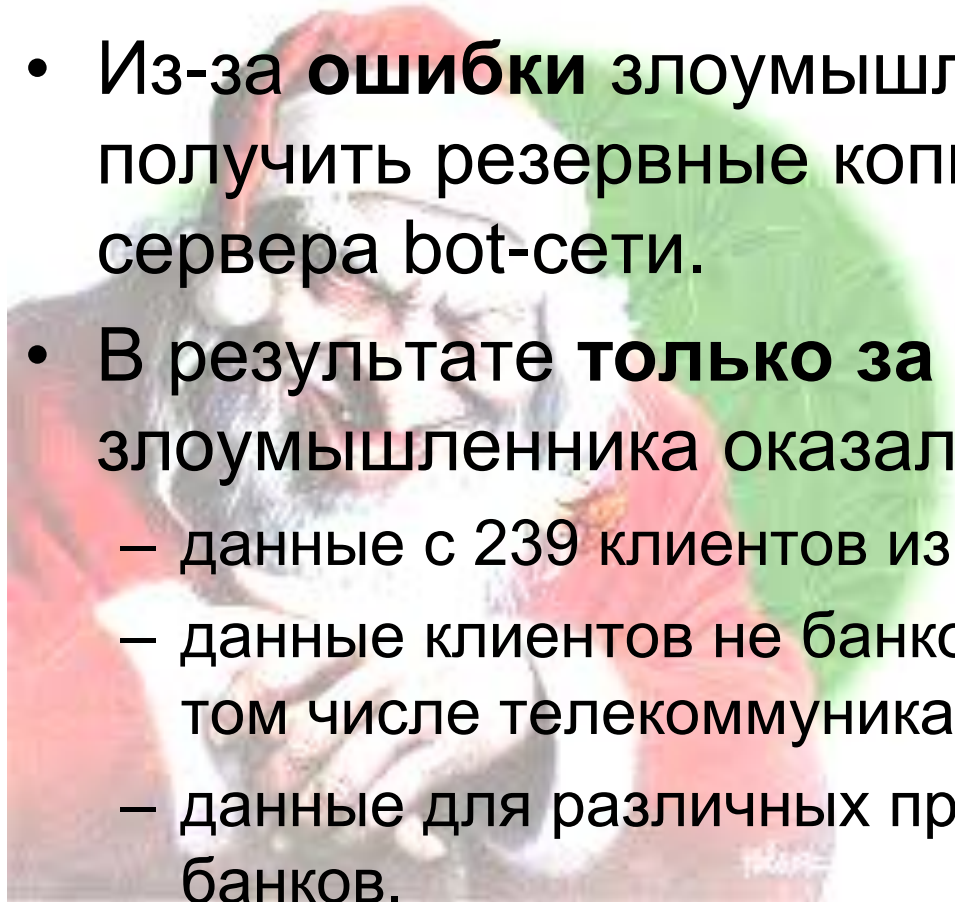 • Из-за ошибки злоумышл
получить резервные копи
сервера bot-сети.
• В результате только за
злоумышленника оказал
– данные с 239 клиентов из
– данные клиентов не банко
том числе телекоммуника
– данные для различных пр
банков.